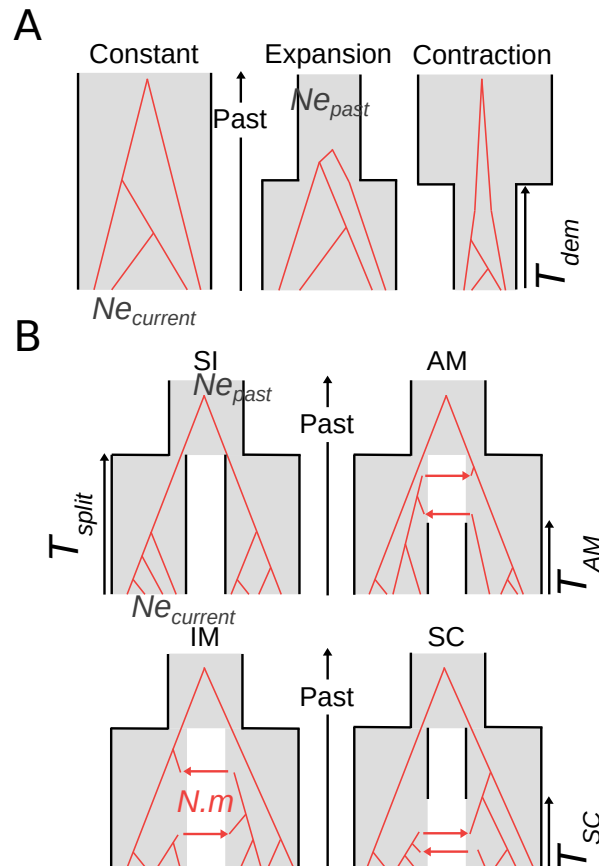 A
Constant
Expansion
Contraction
Past
Ne_past
T_dem
Ne_current
B
SI
AM
Ne_past
Past
T_split
T_AM
Ne_current
IM
SC
Past
N.m
T_SC